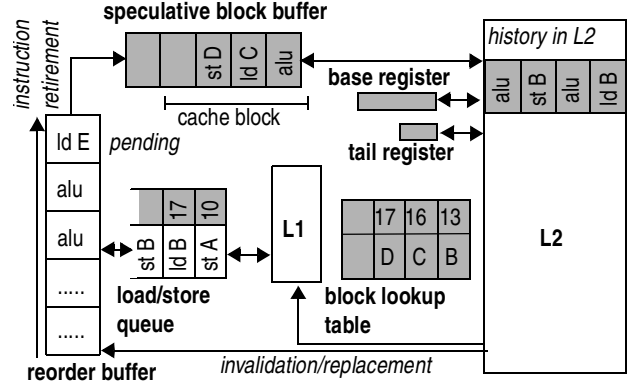 speculative block buffer
instruction
retirement
st D
ld C
alu
history in L2
alu
st B
alu
ld B
base register
cache block
tail register
ld E
pending
alu
alu
.....
.....
17
10
st B
ld B
st A
L1
17
16
13
D
C
B
L2
load/store
queue
block lookup
table
reorder buffer
invalidation/replacement